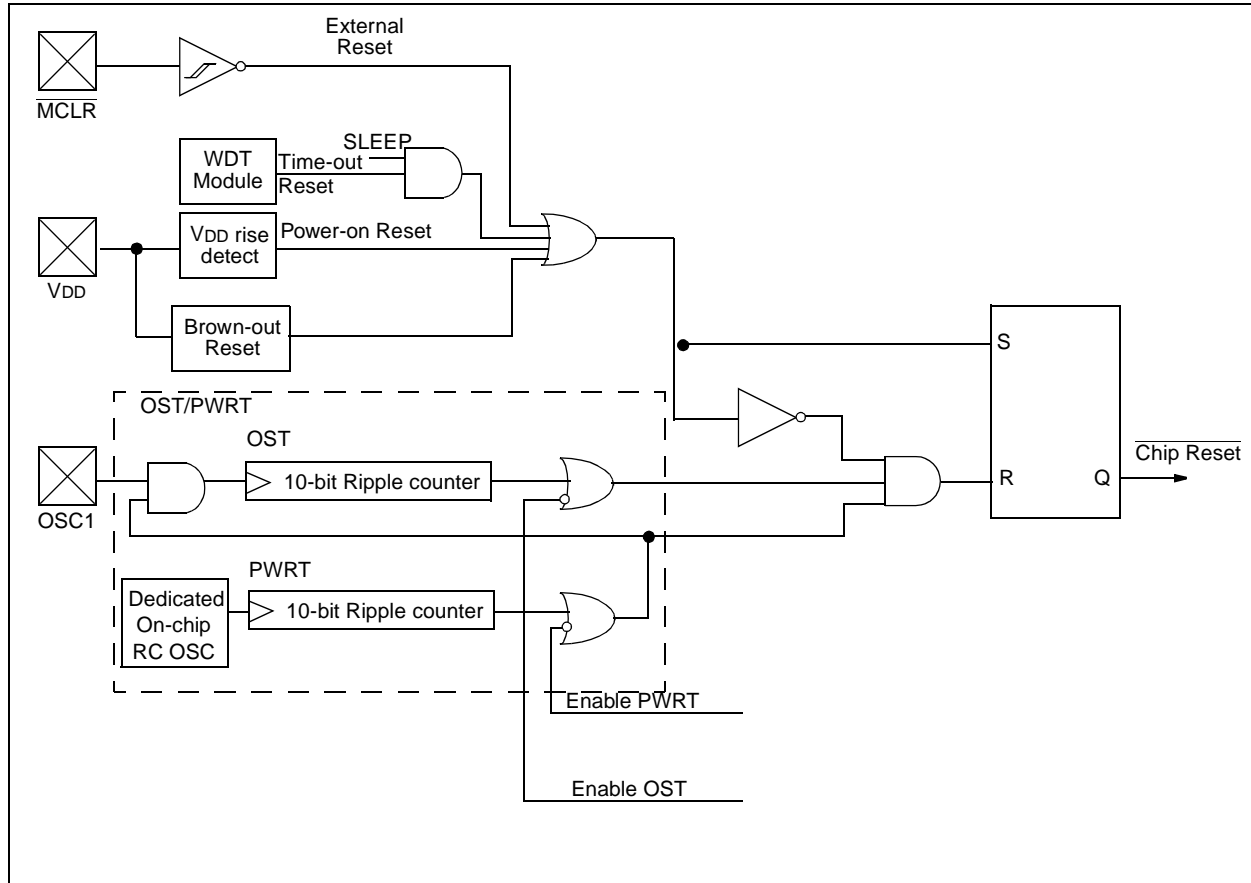 External
Reset
MCLR
SLEEP
WDT
Module
Time-out
Reset
VDD rise
detect
Power-on Reset
VDD
Brown-out
Reset
S
OST/PWRT
OST
10-bit Ripple counter
OSC1
R
Q
Chip Reset
PWRT
Dedicated
On-chip
RC OSC
10-bit Ripple counter
Enable PWRT
Enable OST